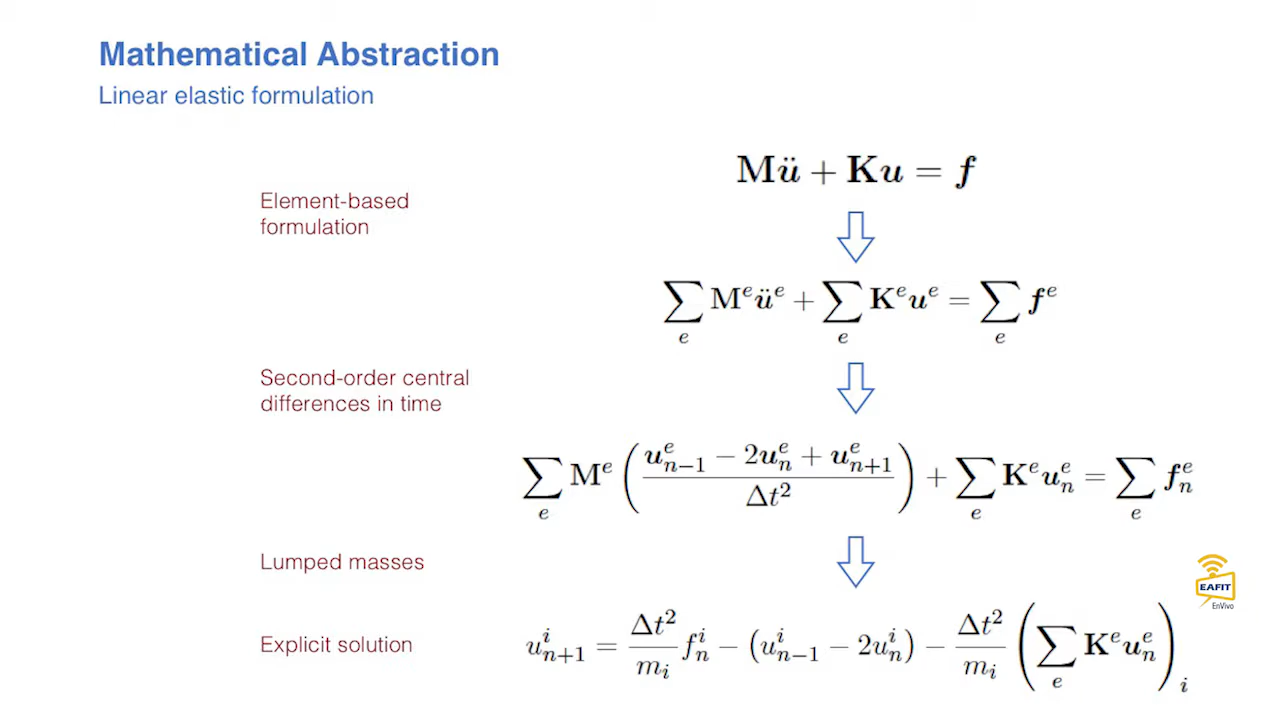 Mathematical Abstraction
Linear elastic formulation
Mü + Ku = f
Element-based
formulation
∑_e M^e ü^e + ∑_e K^e u^e = ∑_e f^e
Second-order central
differences in time
∑_e M^e ( (u^e_{n−1} − 2u^e_n + u^e_{n+1}) / Δt² ) + ∑_e K^e u^e_n = ∑_e f^e_n
Lumped masses
Explicit solution
u^i_{n+1} = (Δt² / m_i) f^i_n − (u^i_{n−1} − 2u^i_n) − (Δt² / m_i) ( ∑_e K^e u^e_n )_i
EAFIT
EnVivo